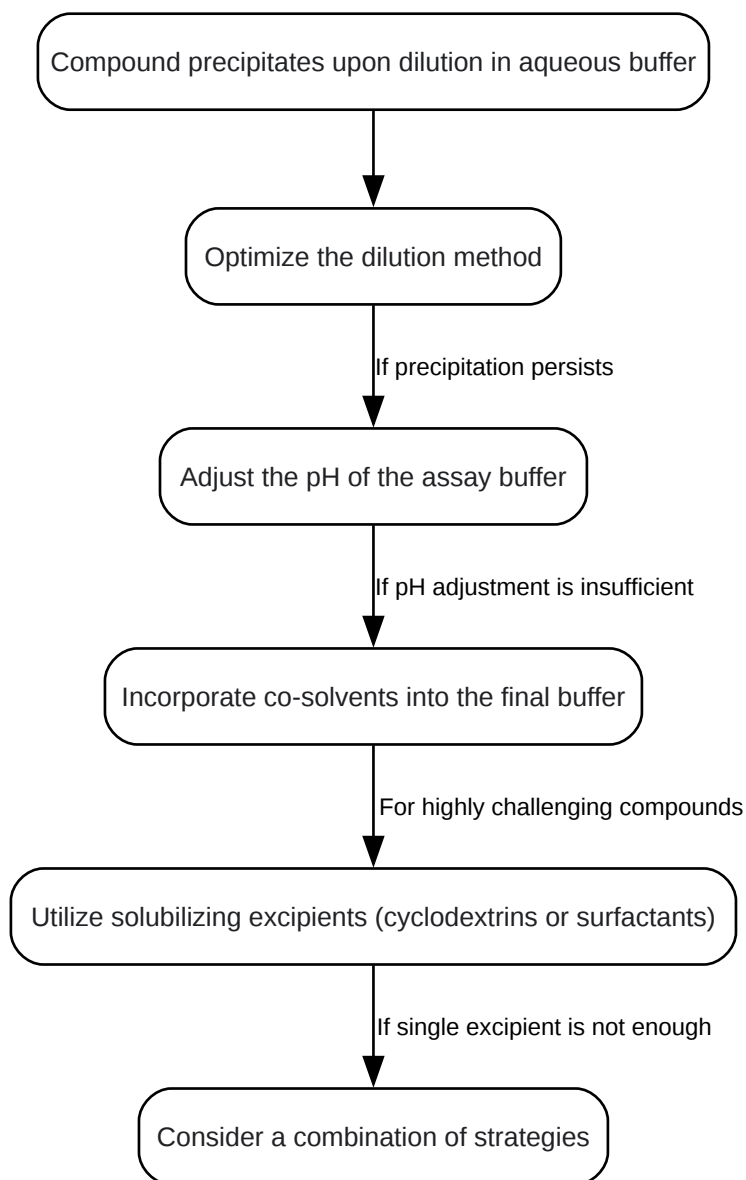 Compound precipitates upon dilution in aqueous buffer
Optimize the dilution method
If precipitation persists
Adjust the pH of the assay buffer
If pH adjustment is insufficient
Incorporate co-solvents into the final buffer
For highly challenging compounds
Utilize solubilizing excipients (cyclodextrins or surfactants)
If single excipient is not enough
Consider a combination of strategies